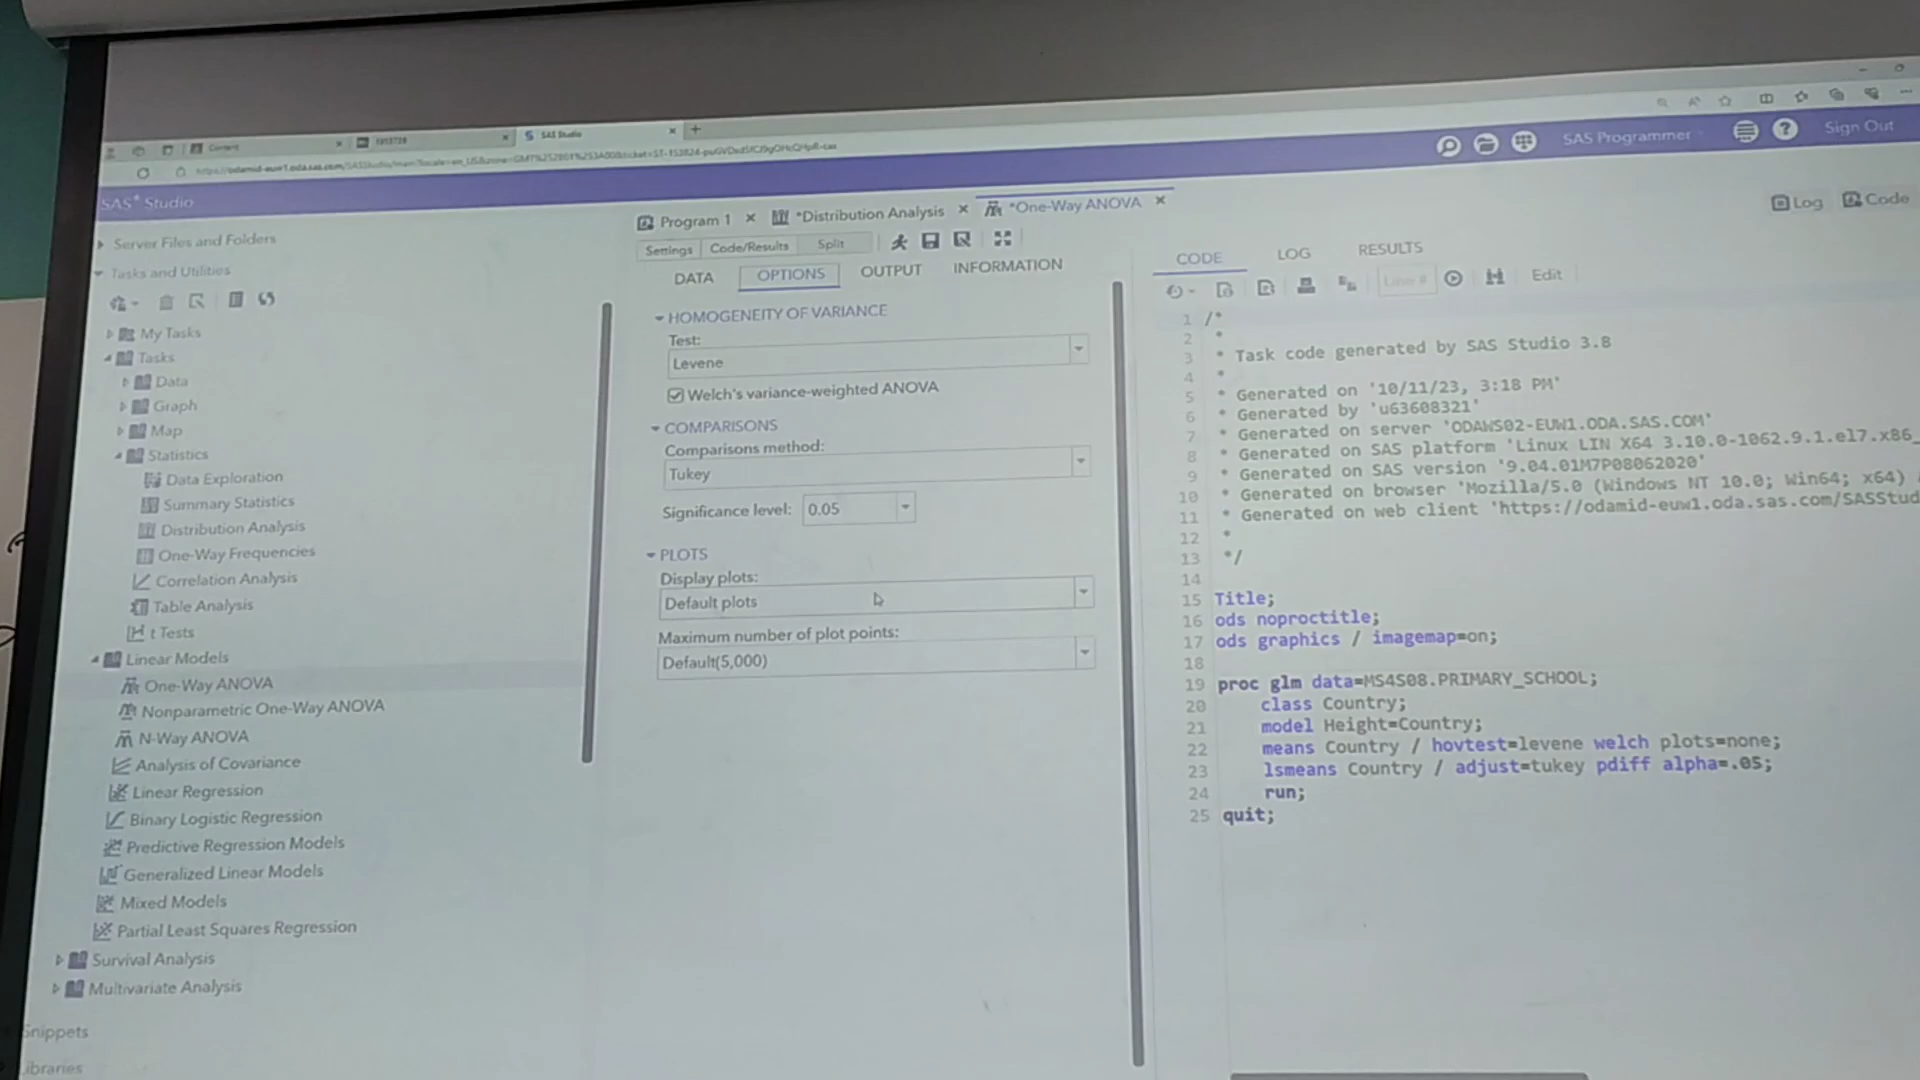 Content
SAS Studio
SAS Programmer
Sign Out
SAS® Studio
Server Files and Folders
Tasks and Utilities
My Tasks
Tasks
Data
Graph
Map
Statistics
Data Exploration
Summary Statistics
Distribution Analysis
One-Way Frequencies
Correlation Analysis
Table Analysis
t Tests
Linear Models
One-Way ANOVA
Nonparametric One-Way ANOVA
N-Way ANOVA
Analysis of Covariance
Linear Regression
Binary Logistic Regression
Predictive Regression Models
Generalized Linear Models
Mixed Models
Partial Least Squares Regression
Survival Analysis
Multivariate Analysis
Snippets
Libraries
Program 1 *Distribution Analysis *One-Way ANOVA
Settings Code/Results Split
DATA OPTIONS OUTPUT INFORMATION
HOMOGENEITY OF VARIANCE
Test:
Levene
Welch's variance-weighted ANOVA
COMPARISONS
Comparisons method:
Tukey
Significance level: 0.05
PLOTS
Display plots:
Default plots
Maximum number of plot points:
Default(5,000)
Log Code
CODE LOG RESULTS
Line # Edit
1 /*
2 *
3 * Task code generated by SAS Studio 3.8
4 *
5 * Generated on '10/11/23, 3:18 PM'
6 * Generated by 'u63608321'
7 * Generated on server 'ODAWS02-EUW1.ODA.SAS.COM'
8 * Generated on SAS platform 'Linux LIN X64 3.10.0-1062.9.1.el7.x86_
9 * Generated on SAS version '9.04.01M7P08062020'
10 * Generated on browser 'Mozilla/5.0 (Windows NT 10.0; Win64; x64)
11 * Generated on web client 'https://odamid-euw1.oda.sas.com/SASStud
12 *
13 */
14
15 Title;
16 ods noproctitle;
17 ods graphics / imagemap=on;
18
19 proc glm data=MS4S08.PRIMARY_SCHOOL;
20 class Country;
21 model Height=Country;
22 means Country / hovtest=levene welch plots=none;
23 lsmeans Country / adjust=tukey pdiff alpha=.05;
24 run;
25 quit;